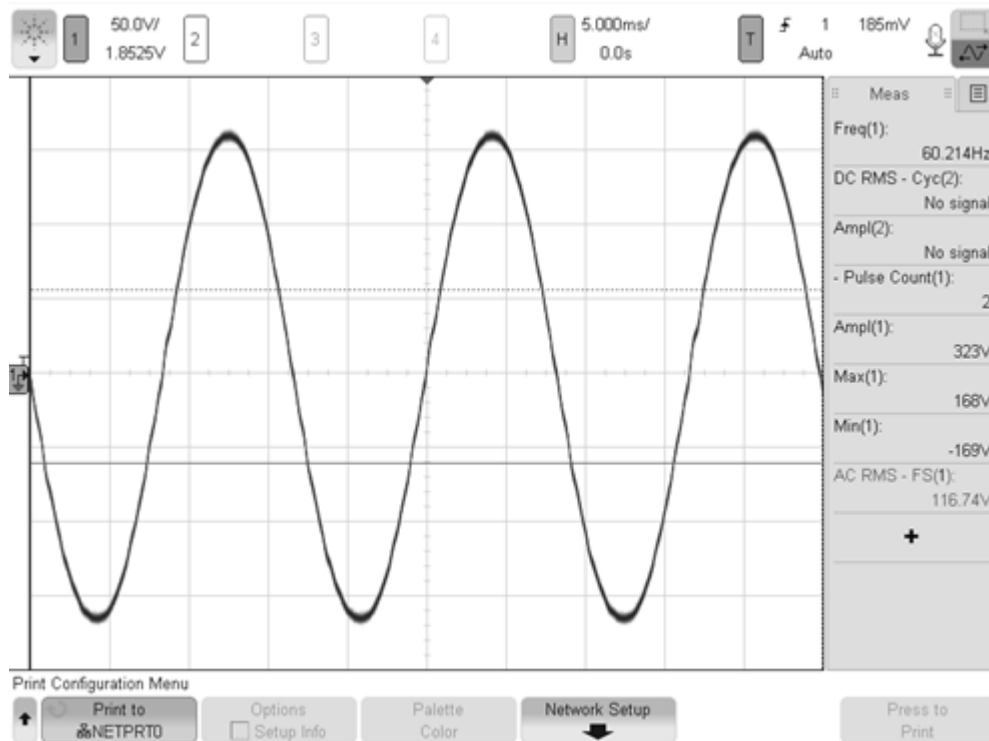 1 50.0V/ 2 3 4 H 5.000ms/ T 1 185mV
1.8525V 0.0s Auto
Meas
Freq(1):
60.214Hz
DC RMS - Cyc(2):
No signal
Ampl(2):
No signal
- Pulse Count(1):
2
Ampl(1):
323V
Max(1):
168V
Min(1):
-169V
AC RMS - FS(1):
116.74V
Print Configuration Menu
Print to
NETPRT0
Options
Setup Info
Palette
Color
Network Setup
Press to
Print